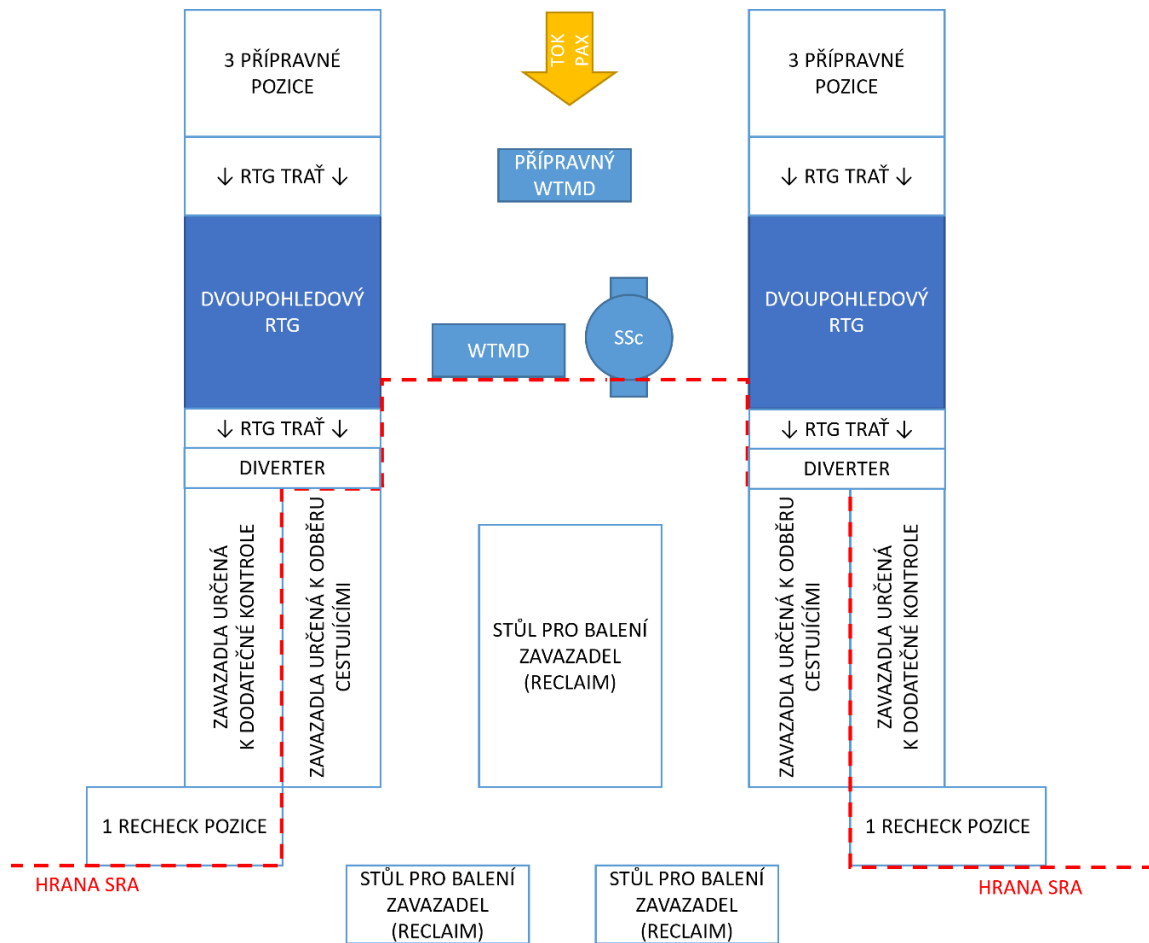 3 PŘÍPRAVNÉ
POZICE
TOK
PAX
3 PŘÍPRAVNÉ
POZICE
↓ RTG TRAŤ ↓
PŘÍPRAVNÝ
WTMD
↓ RTG TRAŤ ↓
DVOUPOHLEDOVÝ
RTG
WTMD
SSc
DVOUPOHLEDOVÝ
RTG
↓ RTG TRAŤ ↓
↓ RTG TRAŤ ↓
DIVERTER
DIVERTER
ZAVAZADLA URČENÁ
K DODATEČNÉ KONTROLE
ZAVAZADLA URČENÁ K ODBĚRU
CESTUJÍCÍMI
STŮL PRO BALENÍ
ZAVAZADEL
(RECLAIM)
ZAVAZADLA URČENÁ K ODBĚRU
CESTUJÍCÍMI
ZAVAZADLA URČENÁ
K DODATEČNÉ KONTROLE
1 RECHECK POZICE
1 RECHECK POZICE
HRANA SRA
STŮL PRO BALENÍ
ZAVAZADEL
(RECLAIM)
STŮL PRO BALENÍ
ZAVAZADEL
(RECLAIM)
HRANA SRA